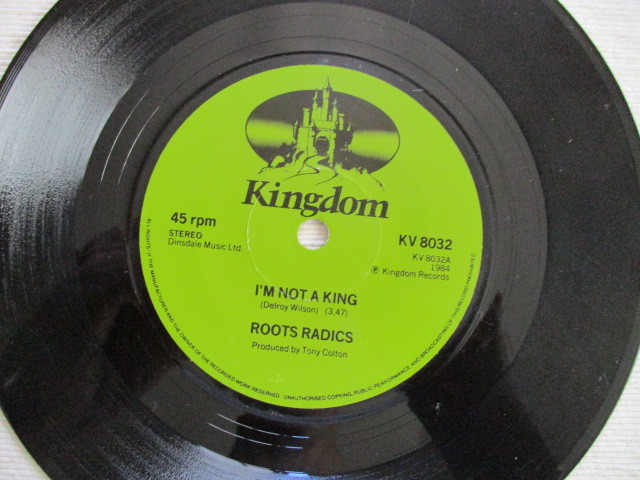 Kingdom
45 rpm
STEREO
Dinsdale Music Ltd.
KV 8032
KV 8032A
1984
℗ Kingdom Records
I'M NOT A KING
(Delroy Wilson) (3.47)
ROOTS RADICS
Produced by Tony Colton
ALL RIGHTS OF THE MANUFACTURER AND THE OWNER OF THE RECORDED WORK RESERVED. UNAUTHORISED COPYING, PUBLIC PERFORMANCE AND BROADCASTING OF THIS RECORD PROHIBITED